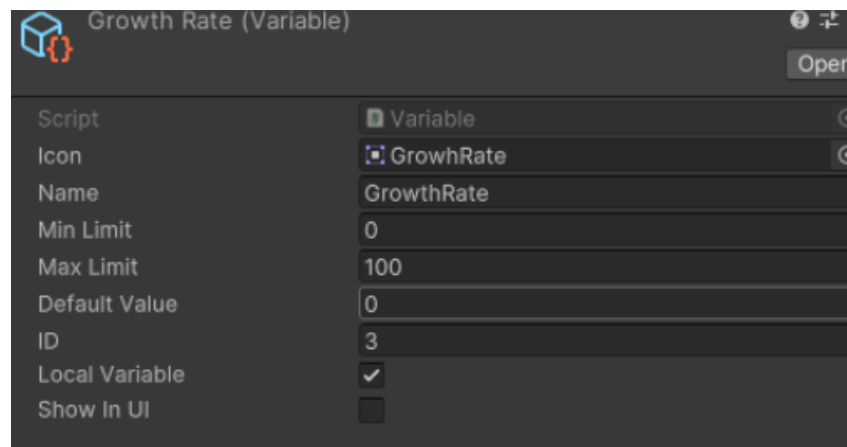 Growth Rate (Variable)
Open
Script Variable
Icon GrowhRate
Name GrowthRate
Min Limit 0
Max Limit 100
Default Value 0
ID 3
Local Variable
Show In UI